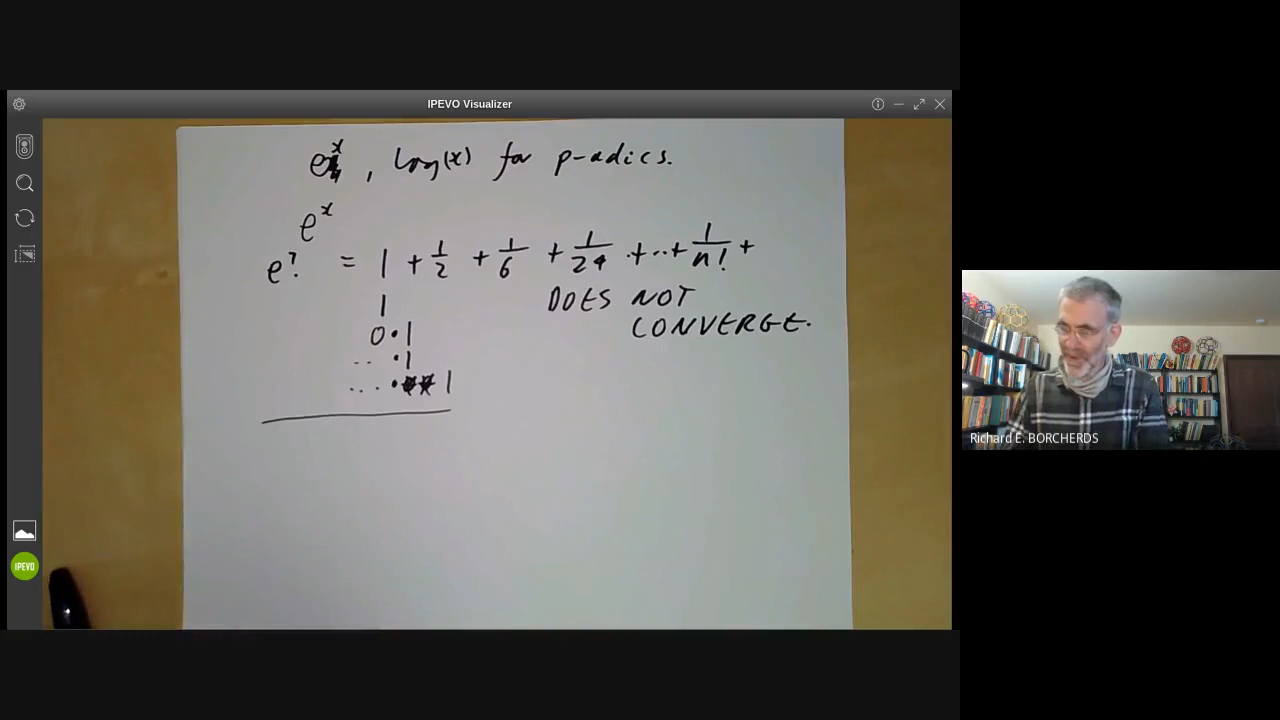 IPEVO Visualizer
e^x, log(x) for p-adics.
e^x
e? = 1 + 1/2 + 1/6 + 1/24 + ... + 1/n! +
1
DOES NOT
0.1
CONVERGE.
.. .1
... .** 1
Richard E. BORCHERDS
IPEVO